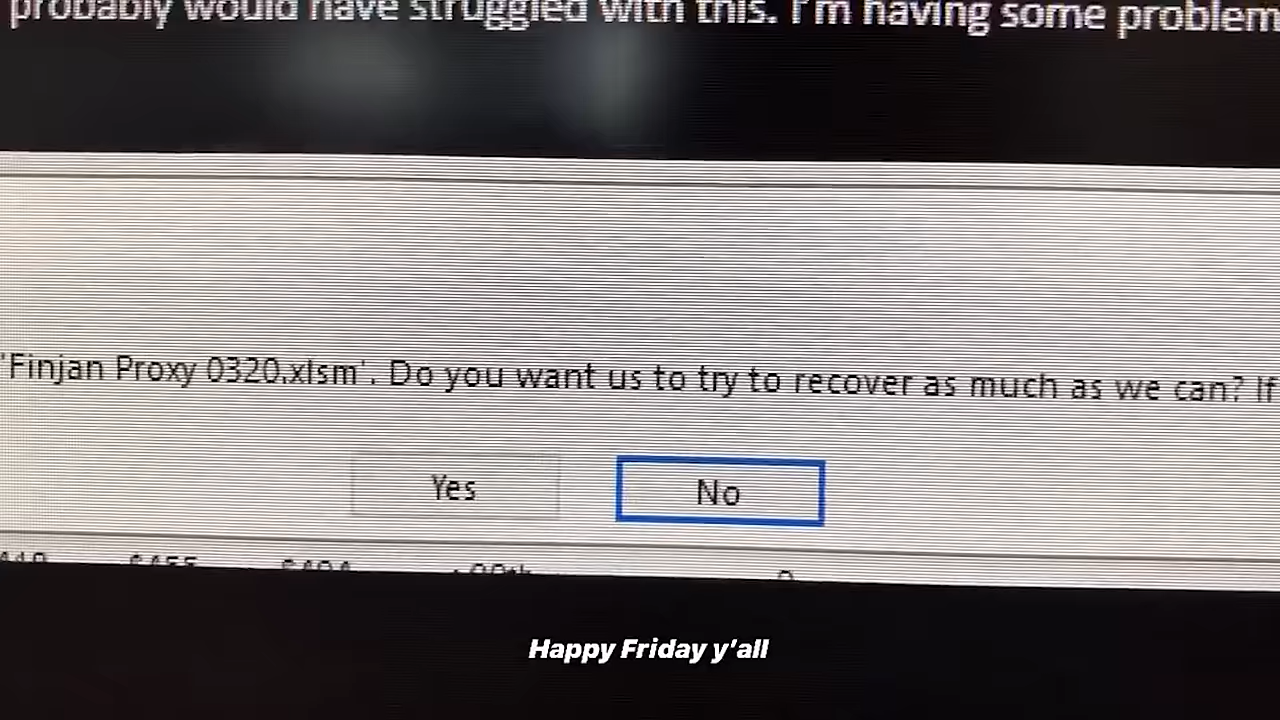 probably would have struggled with this. I'm having some problem
'Finjan Proxy 0320.xlsm'. Do you want us to try to recover as much as we can? If
Yes
No
Happy Friday y'all